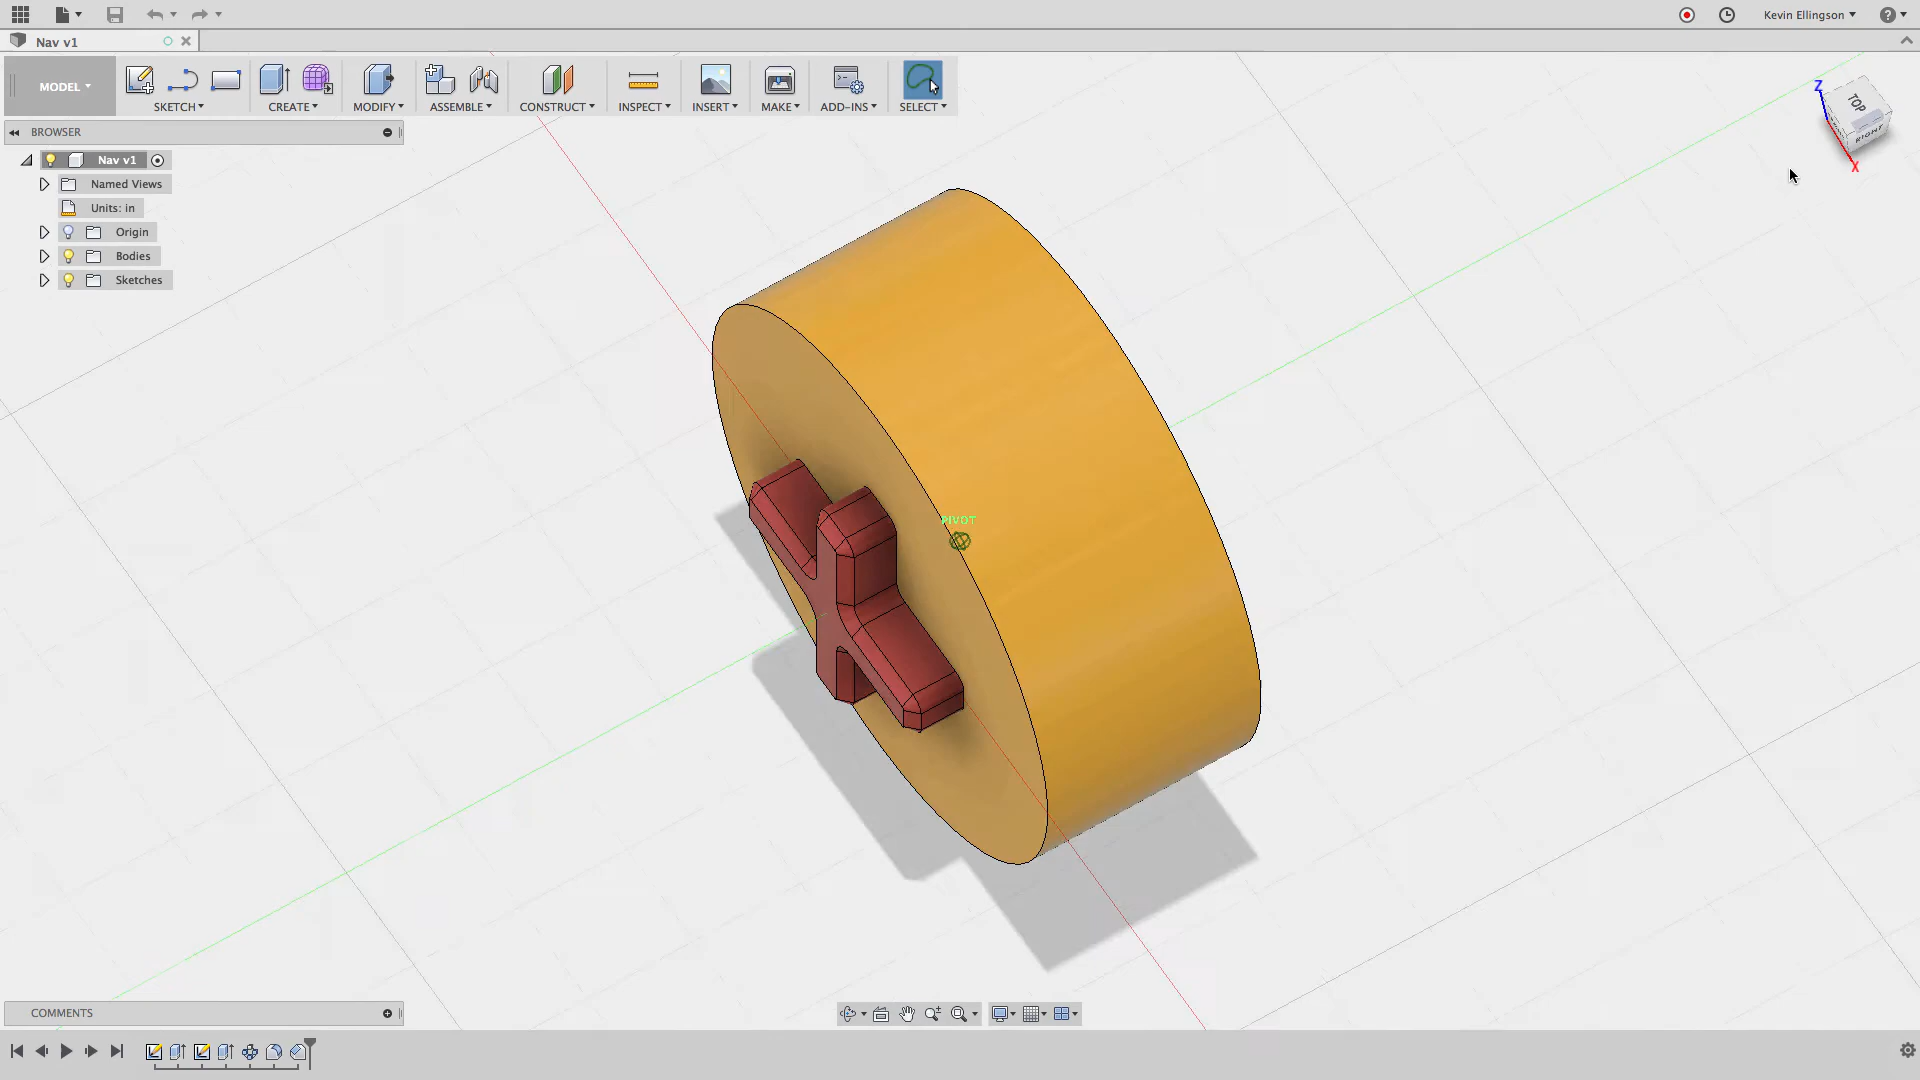 Kevin Ellingson
Nav v1
MODEL
SKETCH
CREATE
MODIFY
ASSEMBLE
CONSTRUCT
INSPECT
INSERT
MAKE
ADD-INS
SELECT
BROWSER
Nav v1
Named Views
Units: in
Origin
Bodies
Sketches
Z
TOP
RIGHT
X
PIVOT
COMMENTS